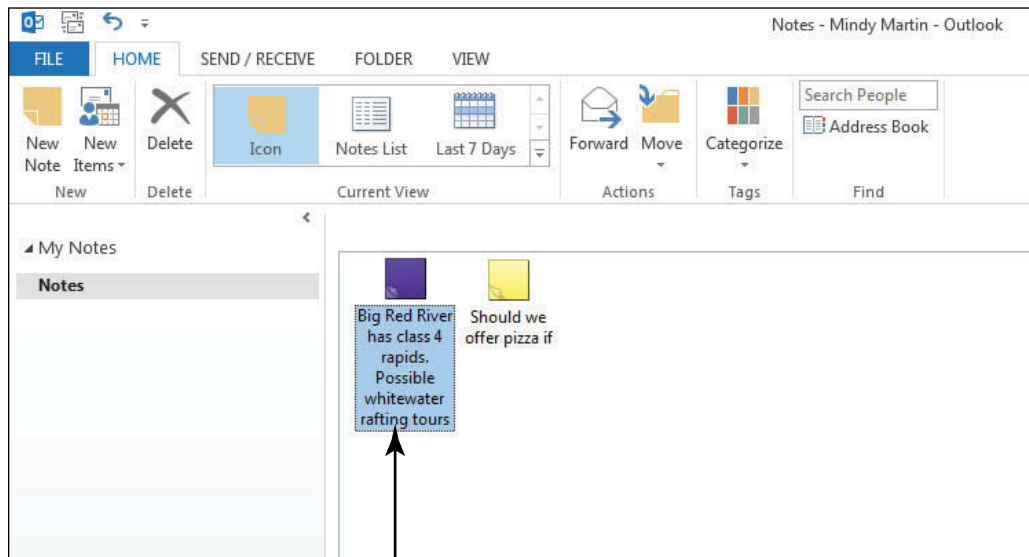 Notes - Mindy Martin - Outlook
FILE HOME SEND / RECEIVE FOLDER VIEW
New Note
New Items
Delete
Icon
Notes List
Last 7 Days
Forward
Move
Categorize
Search People
Address Book
New
Delete
Current View
Actions
Tags
Find
My Notes
Notes
Big Red River
has class 4
rapids.
Possible
whitewater
rafting tours
Should we
offer pizza if